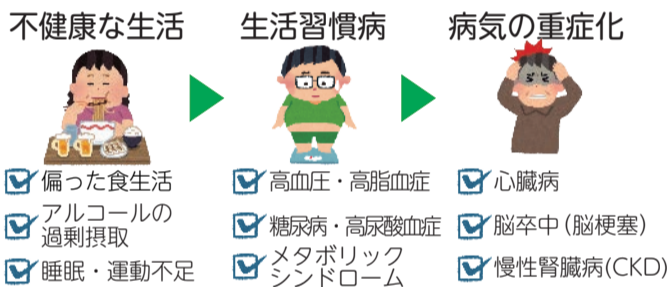 不健康な生活
偏った食生活
アルコールの
過剰摂取
睡眠・運動不足
生活習慣病
高血圧・高脂血症
糖尿病・高尿酸血症
メタボリック
シンドローム
病気の重症化
心臓病
脳卒中(脳梗塞)
慢性腎臓病(CKD)